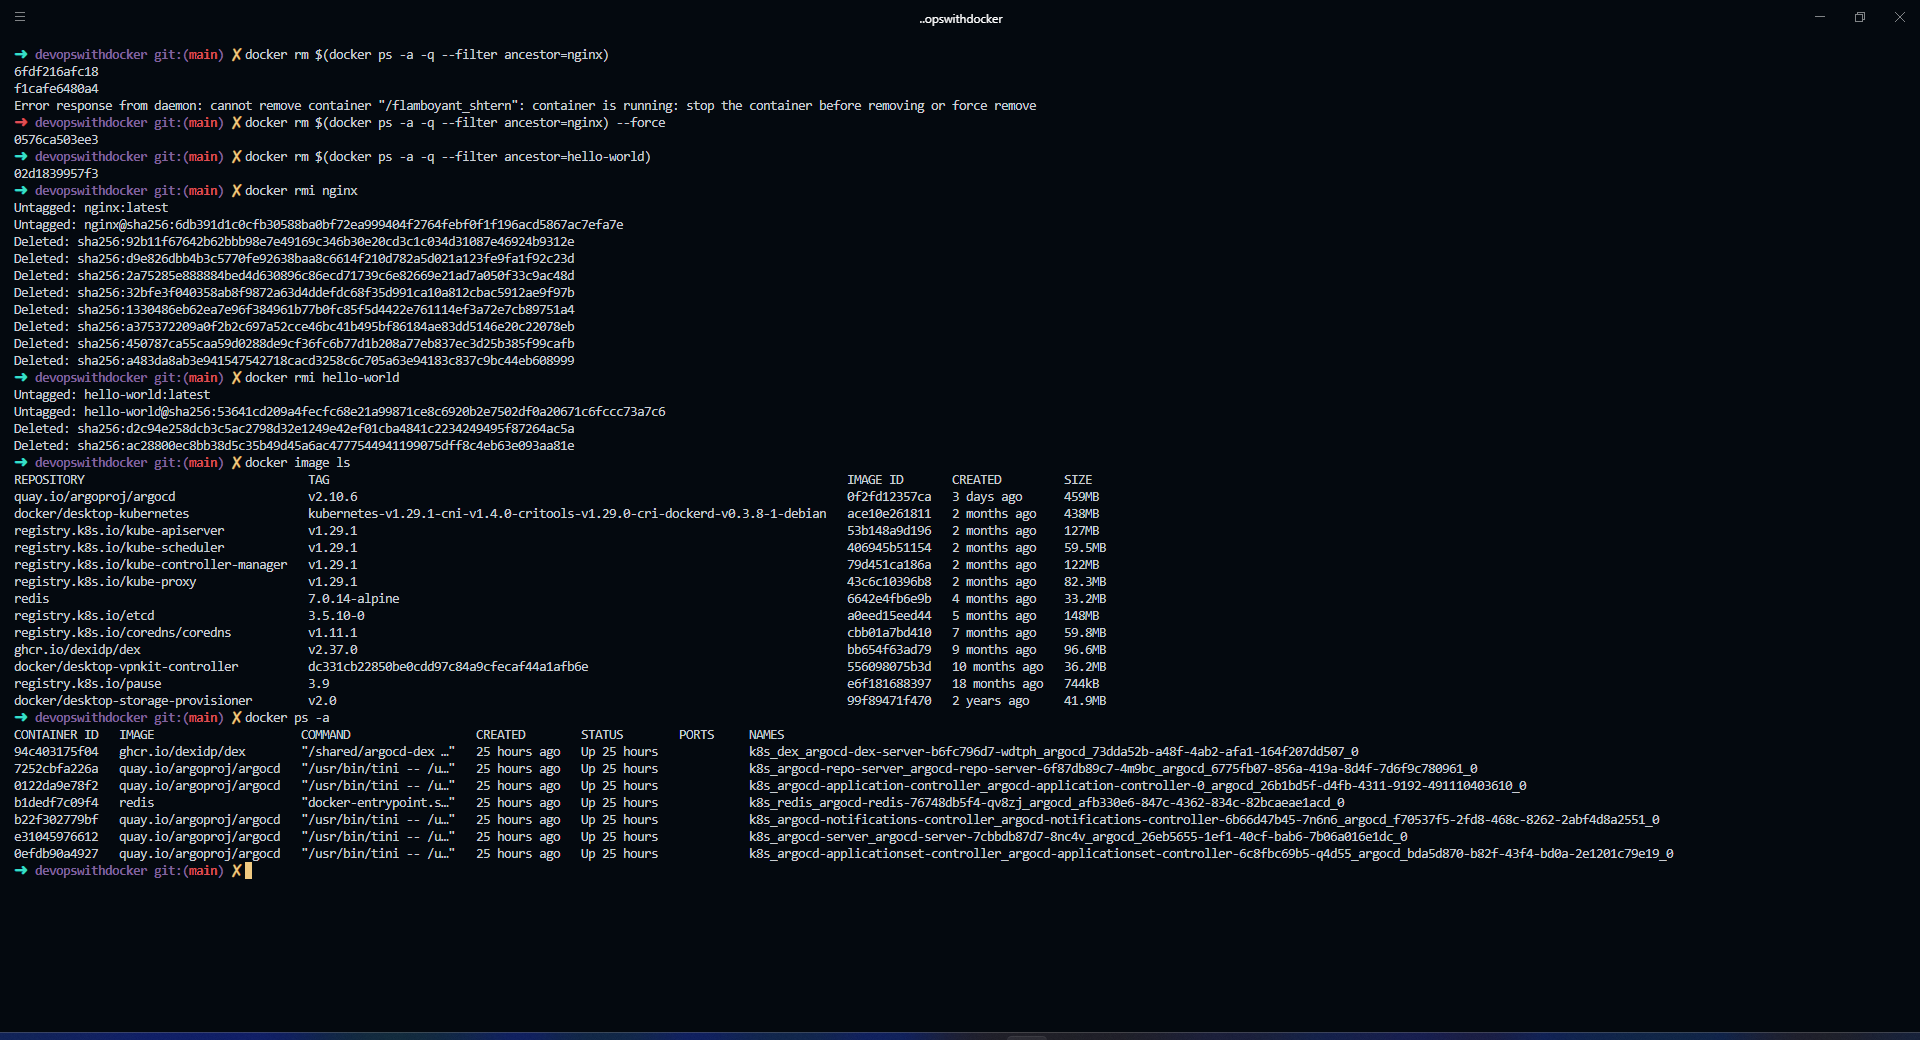 ..opswithdocker
➜ devopswithdocker git:(main) ✗ docker rm $(docker ps -a -q --filter ancestor=nginx)
6fdf216afc18
f1cafe6480a4
Error response from daemon: cannot remove container "/flamboyant_shtern": container is running: stop the container before removing or force remove
➜ devopswithdocker git:(main) ✗ docker rm $(docker ps -a -q --filter ancestor=nginx) --force
0576ca503ee3
➜ devopswithdocker git:(main) ✗ docker rm $(docker ps -a -q --filter ancestor=hello-world)
02d1839957f3
➜ devopswithdocker git:(main) ✗ docker rmi nginx
Untagged: nginx:latest
Untagged: nginx@sha256:6db391d1c0cfb30588ba0bf72ea999404f2764febf0f1f196acd5867ac7efa7e
Deleted: sha256:92b11f67642b62bbb98e7e49169c346b30e20cd3c1c034d31087e46924b9312e
Deleted: sha256:d9e826dbb4b3c5770fe92638baa8c6614f210d782a5d021a123fe9fa1f92c23d
Deleted: sha256:2a75285e888884bed4d630896c86ecd71739c6e82669e21ad7a050f33c9ac48d
Deleted: sha256:32bfe3f040358ab8f9872a63d4ddefdc68f35d991ca10a812cbac5912ae9f97b
Deleted: sha256:1330486eb62ea7e96f384961b77b0fc85f5d4422e761114ef3a72e7cb89751a4
Deleted: sha256:a375372209a0f2b2c697a52cce46bc41b495bf86184ae83dd5146e20c22078eb
Deleted: sha256:450787ca55caa59d0288de9cf36fc6b77d1b208a77eb837ec3d25b385f99cafb
Deleted: sha256:a483da8ab3e941547542718cacd3258c6c705a63e94183c837c9bc44eb608999
➜ devopswithdocker git:(main) ✗ docker rmi hello-world
Untagged: hello-world:latest
Untagged: hello-world@sha256:53641cd209a4fecfc68e21a99871ce8c6920b2e7502df0a20671c6fccc73a7c6
Deleted: sha256:d2c94e258dcb3c5ac2798d32e1249e42ef01cba4841c2234249495f87264ac5a
Deleted: sha256:ac28800ec8bb38d5c35b49d45a6ac4777544941199075dff8c4eb63e093aa81e
➜ devopswithdocker git:(main) ✗ docker image ls
REPOSITORY TAG IMAGE ID CREATED SIZE
quay.io/argoproj/argocd v2.10.6 0f2fd12357ca 3 days ago 459MB
docker/desktop-kubernetes kubernetes-v1.29.1-cni-v1.4.0-critools-v1.29.0-cri-dockerd-v0.3.8-1-debian ace10e261811 2 months ago 438MB
registry.k8s.io/kube-apiserver v1.29.1 53b148a9d196 2 months ago 127MB
registry.k8s.io/kube-scheduler v1.29.1 406945b51154 2 months ago 59.5MB
registry.k8s.io/kube-controller-manager v1.29.1 79d451ca186a 2 months ago 122MB
registry.k8s.io/kube-proxy v1.29.1 43c6c10396b8 2 months ago 82.3MB
redis 7.0.14-alpine 6642e4fb6e9b 4 months ago 33.2MB
registry.k8s.io/etcd 3.5.10-0 a0eed15eed44 5 months ago 148MB
registry.k8s.io/coredns/coredns v1.11.1 cbb01a7bd410 7 months ago 59.8MB
ghcr.io/dexidp/dex v2.37.0 bb654f63ad79 9 months ago 96.6MB
docker/desktop-vpnkit-controller dc331cb22850be0cdd97c84a9cfecaf44a1afb6e 556098075b3d 10 months ago 36.2MB
registry.k8s.io/pause 3.9 e6f181688397 18 months ago 744kB
docker/desktop-storage-provisioner v2.0 99f89471f470 2 years ago 41.9MB
➜ devopswithdocker git:(main) ✗ docker ps -a
CONTAINER ID IMAGE COMMAND CREATED STATUS PORTS NAMES
94c403175f04 ghcr.io/dexidp/dex "/shared/argocd-dex …" 25 hours ago Up 25 hours k8s_dex_argocd-dex-server-b6fc796d7-wdtph_argocd_73dda52b-a48f-4ab2-afa1-164f207dd507_0
7252cbfa226a quay.io/argoproj/argocd "/usr/bin/tini -- /u…" 25 hours ago Up 25 hours k8s_argocd-repo-server_argocd-repo-server-6f87db89c7-4m9bc_argocd_6775fb07-856a-419a-8d4f-7d6f9c780961_0
0122da9e78f2 quay.io/argoproj/argocd "/usr/bin/tini -- /u…" 25 hours ago Up 25 hours k8s_argocd-application-controller_argocd-application-controller-0_argocd_26b1bd5f-d4fb-4311-9192-491110403610_0
b1dedf7c09f4 redis "docker-entrypoint.s…" 25 hours ago Up 25 hours k8s_redis_argocd-redis-76748db5f4-qv8zj_argocd_afb330e6-847c-4362-834c-82bcaeae1acd_0
b22f302779bf quay.io/argoproj/argocd "/usr/bin/tini -- /u…" 25 hours ago Up 25 hours k8s_argocd-notifications-controller_argocd-notifications-controller-6b66d47b45-7n6n6_argocd_f70537f5-2fd8-468c-8262-2abf4d8a2551_0
e31045976612 quay.io/argoproj/argocd "/usr/bin/tini -- /u…" 25 hours ago Up 25 hours k8s_argocd-server_argocd-server-7cbbdb87d7-8nc4v_argocd_26eb5655-1ef1-40cf-bab6-7b06a016e1dc_0
0efdb90a4927 quay.io/argoproj/argocd "/usr/bin/tini -- /u…" 25 hours ago Up 25 hours k8s_argocd-applicationset-controller_argocd-applicationset-controller-6c8fbc69b5-q4d55_argocd_bda5d870-b82f-43f4-bd0a-2e1201c79e19_0
➜ devopswithdocker git:(main) ✗